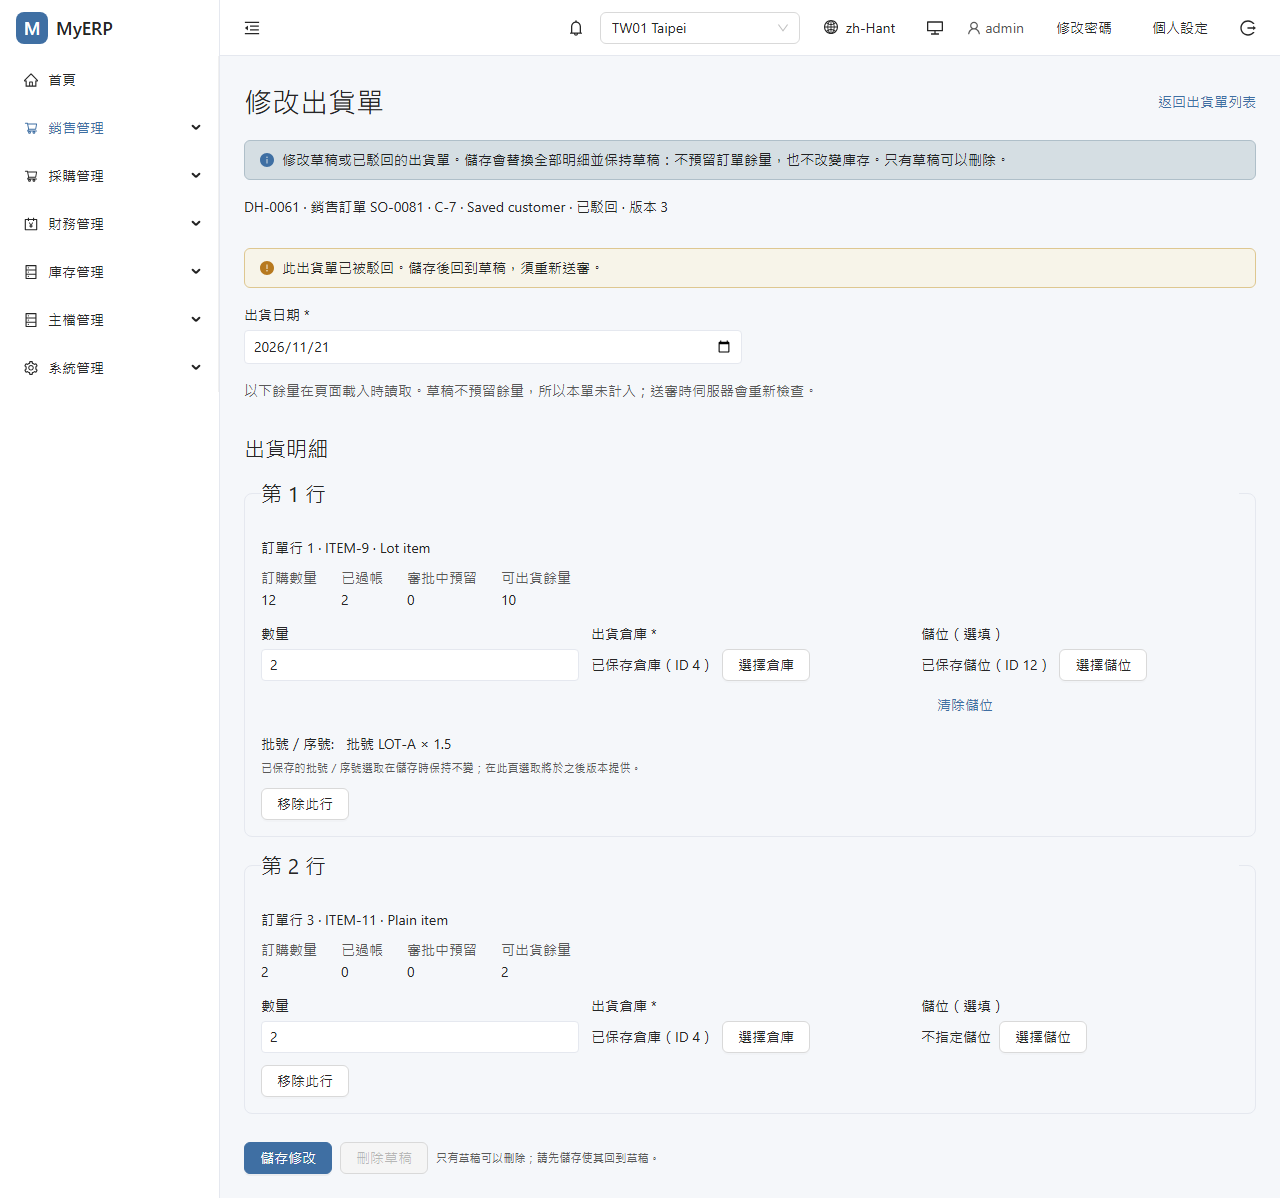 M MyERP
TW01 Taipei
zh-Hant
admin
修改密碼
個人設定
首頁
銷售管理
採購管理
財務管理
庫存管理
主檔管理
系統管理
修改出貨單
返回出貨單列表
修改草稿或已駁回的出貨單。儲存會替換全部明細並保持草稿：不預留訂單餘量，也不改變庫存。只有草稿可以刪除。
DH-0061 · 銷售訂單 SO-0081 · C-7 · Saved customer · 已駁回 · 版本 3
此出貨單已被駁回。儲存後回到草稿，須重新送審。
出貨日期 *
2026/11/21
以下餘量在頁面載入時讀取。草稿不預留餘量，所以本單未計入；送審時伺服器會重新檢查。
出貨明細
第 1 行
訂單行 1 · ITEM-9 · Lot item
訂購數量 已過帳 審批中預留 可出貨餘量
12 2 0 10
數量 出貨倉庫 * 儲位（選填）
2 已保存倉庫（ID 4） 選擇倉庫 已保存儲位（ID 12） 選擇儲位
清除儲位
批號 / 序號: 批號 LOT-A × 1.5
已保存的批號 / 序號選取在儲存時保持不變；在此頁選取將於之後版本提供。
移除此行
第 2 行
訂單行 3 · ITEM-11 · Plain item
訂購數量 已過帳 審批中預留 可出貨餘量
2 0 0 2
數量 出貨倉庫 * 儲位（選填）
2 已保存倉庫（ID 4） 選擇倉庫 不指定儲位 選擇儲位
移除此行
儲存修改 刪除草稿 只有草稿可以刪除；請先儲存使其回到草稿。